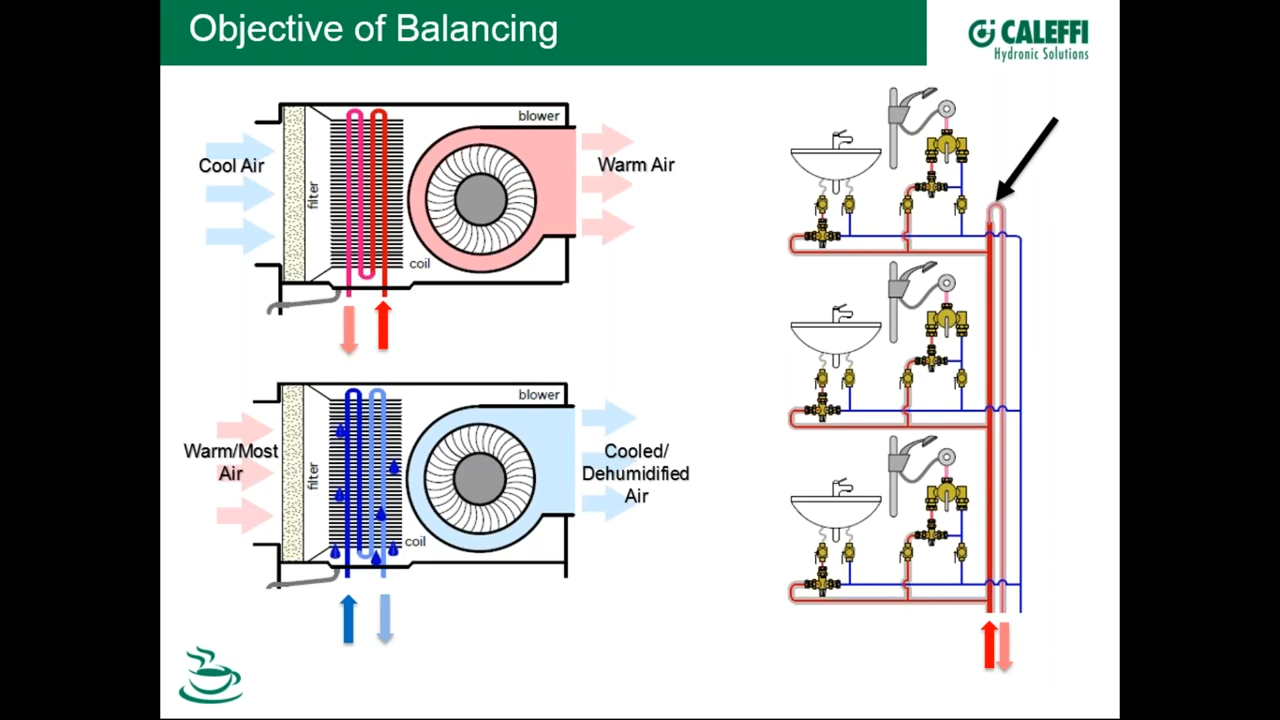 Objective of Balancing
CALEFFI
Hydronic Solutions
blower
Cool Air
filter
Warm Air
coil
blower
Warm/Most
Air
filter
Cooled/
Dehumidified
Air
coil